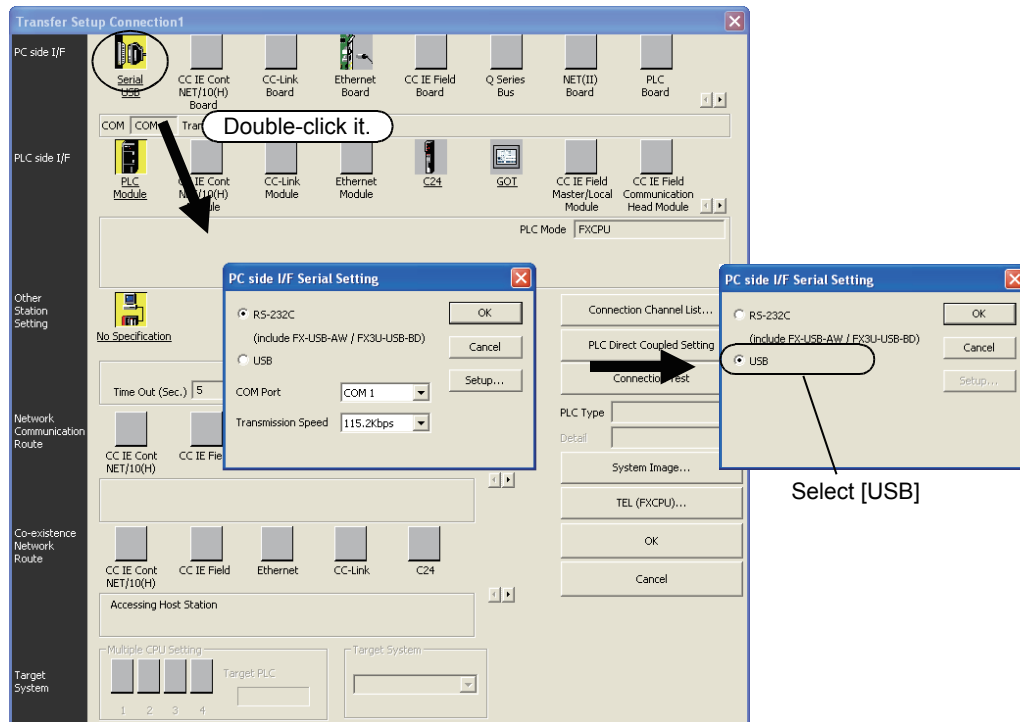 Transfer Setup Connection1
PC side I/F
Serial
USB
CC IE Cont
NET/10(H)
Board
CC-Link
Board
Ethernet
Board
CC IE Field
Board
Q Series
Bus
NET(II)
Board
PLC
Board
COM
COM
Double-click it.
PLC side I/F
PLC
Module
IE Cont
NET/10(H)
CC-Link
Module
Ethernet
Module
C24
GOT
CC IE Field
Master/Local
Module
CC IE Field
Communication
Head Module
PLC Mode
FXCPU
Other
Station
Setting
No Specification
Time Out (Sec.)
5
PC side I/F Serial Setting
RS-232C
(include FX-USB-AW / FX3U-USB-BD)
USB
COM Port
COM 1
Transmission Speed
115.2Kbps
OK
Cancel
Setup...
Connection Channel List...
PLC Direct Coupled Setting
Connection Test
PLC Type
Detail
System Image...
TEL (FXCPU)...
OK
Cancel
PC side I/F Serial Setting
RS-232C
(include FX-USB-AW / FX3U-USB-BD)
USB
OK
Cancel
Setup...
Select [USB]
Network
Communication
Route
CC IE Cont
NET/10(H)
CC IE Fie
Co-existence
Network
Route
CC IE Cont
NET/10(H)
CC IE Field
Ethernet
CC-Link
C24
Accessing Host Station
Target
System
Multiple CPU Setting
1 2 3 4
Target PLC
Target System